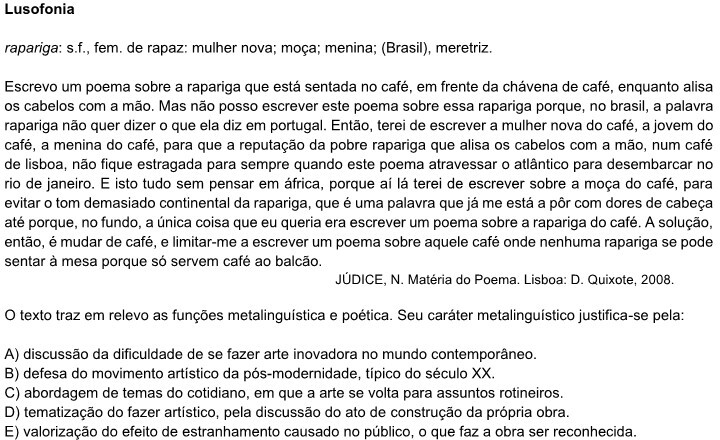 Lusofonia
rapariga: s.f., fem. de rapaz: mulher nova; moça; menina; (Brasil), meretriz.
Escrevo um poema sobre a rapariga que está sentada no café, em frente da chávena de café, enquanto alisa
os cabelos com a mão. Mas não posso escrever este poema sobre essa rapariga porque, no brasil, a palavra
rapariga não quer dizer o que ela diz em portugal. Então, terei de escrever a mulher nova do café, a jovem do
café, a menina do café, para que a reputação da pobre rapariga que alisa os cabelos com a mão, num café
de lisboa, não fique estragada para sempre quando este poema atravessar o atlântico para desembarcar no
rio de janeiro. E isto tudo sem pensar em áfrica, porque aí lá terei de escrever sobre a moça do café, para
evitar o tom demasiado continental da rapariga, que é uma palavra que já me está a pôr com dores de cabeça
até porque, no fundo, a única coisa que eu queria era escrever um poema sobre a rapariga do café. A solução,
então, é mudar de café, e limitar-me a escrever um poema sobre aquele café onde nenhuma rapariga se pode
sentar à mesa porque só servem café ao balcão.
JÚDICE, N. Matéria do Poema. Lisboa: D. Quixote, 2008.
O texto traz em relevo as funções metalinguística e poética. Seu caráter metalinguístico justifica-se pela:
A) discussão da dificuldade de se fazer arte inovadora no mundo contemporâneo.
B) defesa do movimento artístico da pós-modernidade, típico do século XX.
C) abordagem de temas do cotidiano, em que a arte se volta para assuntos rotineiros.
D) tematização do fazer artístico, pela discussão do ato de construção da própria obra.
E) valorização do efeito de estranhamento causado no público, o que faz a obra ser reconhecida.